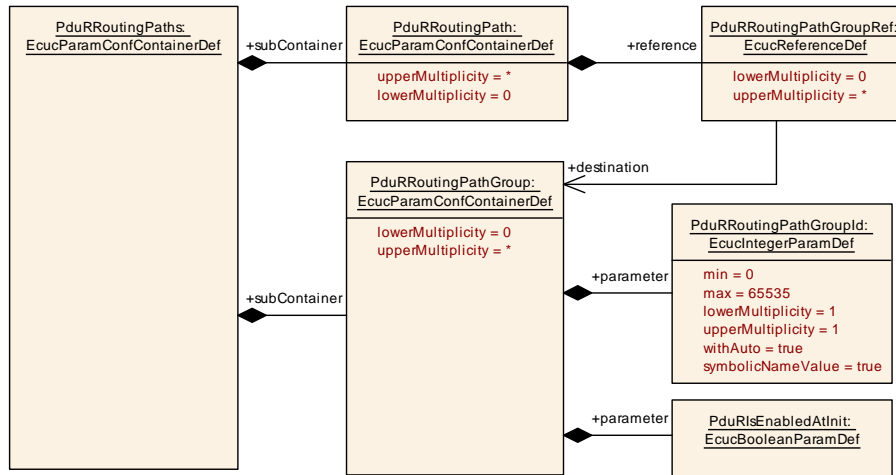 PduRRoutingPaths:
EcucParamConfContainerDef
+subContainer
PduRRoutingPath:
EcucParamConfContainerDef
upperMultiplicity = *
lowerMultiplicity = 0
+reference
PduRRoutingPathGroupRef:
EcucReferenceDef
lowerMultiplicity = 0
upperMultiplicity = *
+destination
+subContainer
PduRRoutingPathGroup:
EcucParamConfContainerDef
lowerMultiplicity = 0
upperMultiplicity = *
+parameter
PduRRoutingPathGroupId:
EcucIntegerParamDef
min = 0
max = 65535
lowerMultiplicity = 1
upperMultiplicity = 1
withAuto = true
symbolicNameValue = true
+parameter
PduRIsEnabledAtInit:
EcucBooleanParamDef